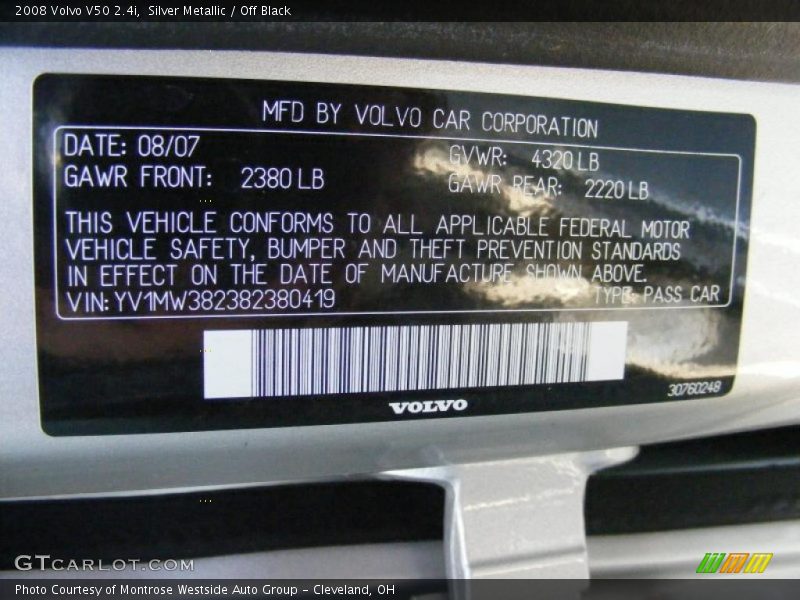 2008 Volvo V50 2.4i,  Silver Metallic / Off Black
MFD BY VOLVO CAR CORPORATION
DATE: 08/07 GVWR: 4320 LB
GAWR FRONT: 2380 LB GAWR REAR: 2220 LB
THIS VEHICLE CONFORMS TO ALL APPLICABLE FEDERAL MOTOR
VEHICLE SAFETY, BUMPER AND THEFT PREVENTION STANDARDS
IN EFFECT ON THE DATE OF MANUFACTURE SHOWN ABOVE.
VIN: YV1MW382382380419 TYPE: PASS CAR
30760248
VOLVO
GTCARLOT.COM
Photo Courtesy of Montrose Westside Auto Group - Cleveland, OH